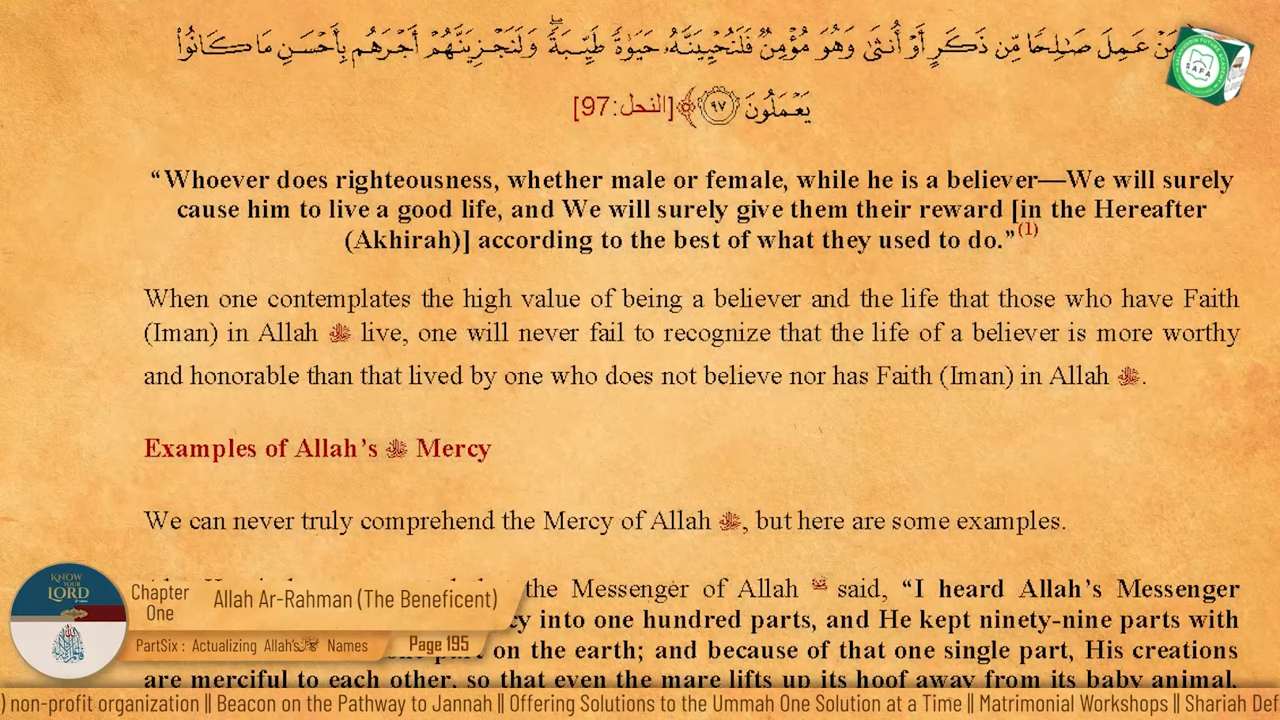 مَنْ عَمِلَ صَـٰلِحًا مِّن ذَكَرٍ أَوْ أُنثَىٰ وَهُوَ مُؤْمِنٌ فَلَنُحْيِيَنَّهُۥ حَيَوٰةً طَيِّبَةً ۖ وَلَنَجْزِيَنَّهُمْ أَجْرَهُم بِأَحْسَنِ مَا كَانُوا۟
يَعْمَلُونَ ٩٧﴾ [النحل:97]
“Whoever does righteousness, whether male or female, while he is a believer—We will surely
cause him to live a good life, and We will surely give them their reward [in the Hereafter
(Akhirah)] according to the best of what they used to do.”(1)
When one contemplates the high value of being a believer and the life that those who have Faith
(Iman) in Allah ﷻ live, one will never fail to recognize that the life of a believer is more worthy
and honorable than that lived by one who does not believe nor has Faith (Iman) in Allah ﷻ.
Examples of Allah’s ﷻ Mercy
We can never truly comprehend the Mercy of Allah ﷻ, but here are some examples.
the Messenger of Allah ﷺ said, “I heard Allah’s Messenger
into one hundred parts, and He kept ninety-nine parts with
on the earth; and because of that one single part, His creations
are merciful to each other, so that even the mare lifts up its hoof away from its baby animal,
KNOW
YOUR
LORD
Chapter
One
Allah Ar-Rahman (The Beneficent)
PartSix : Actualizing Allah's ﷻ Names
Page 195
SAFA
) non-profit organization || Beacon on the Pathway to Jannah || Offering Solutions to the Ummah One Solution at a Time || Matrimonial Workshops || Shariah Def